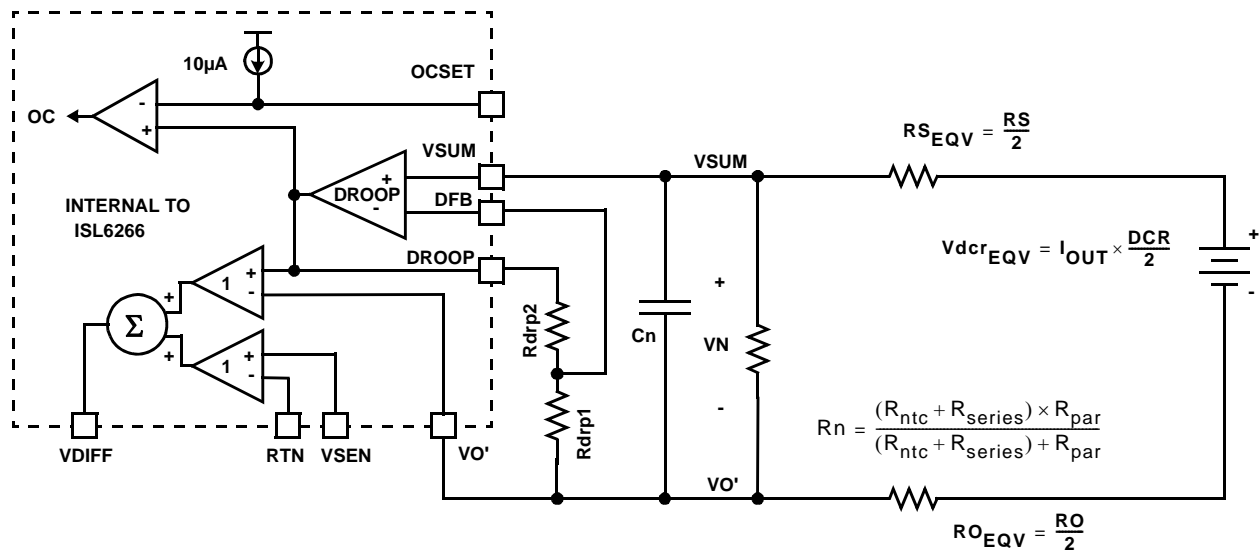 10µA
OCSET
OC
-
+
VSUM
VSUM
+
DROOP
-
DFB
INTERNAL TO
ISL6266
DROOP
+
1
-
+
Σ
+
+
1
-
VDIFF
RTN
VSEN
VO'
Rdrp2
Rdrp1
Cn
+
VN
-
VO'
RS_EQV = RS/2
Vdcr_EQV = I_OUT × DCR/2
+
-
Rn = (R_ntc + R_series) × R_par / (R_ntc + R_series) + R_par
RO_EQV = RO/2